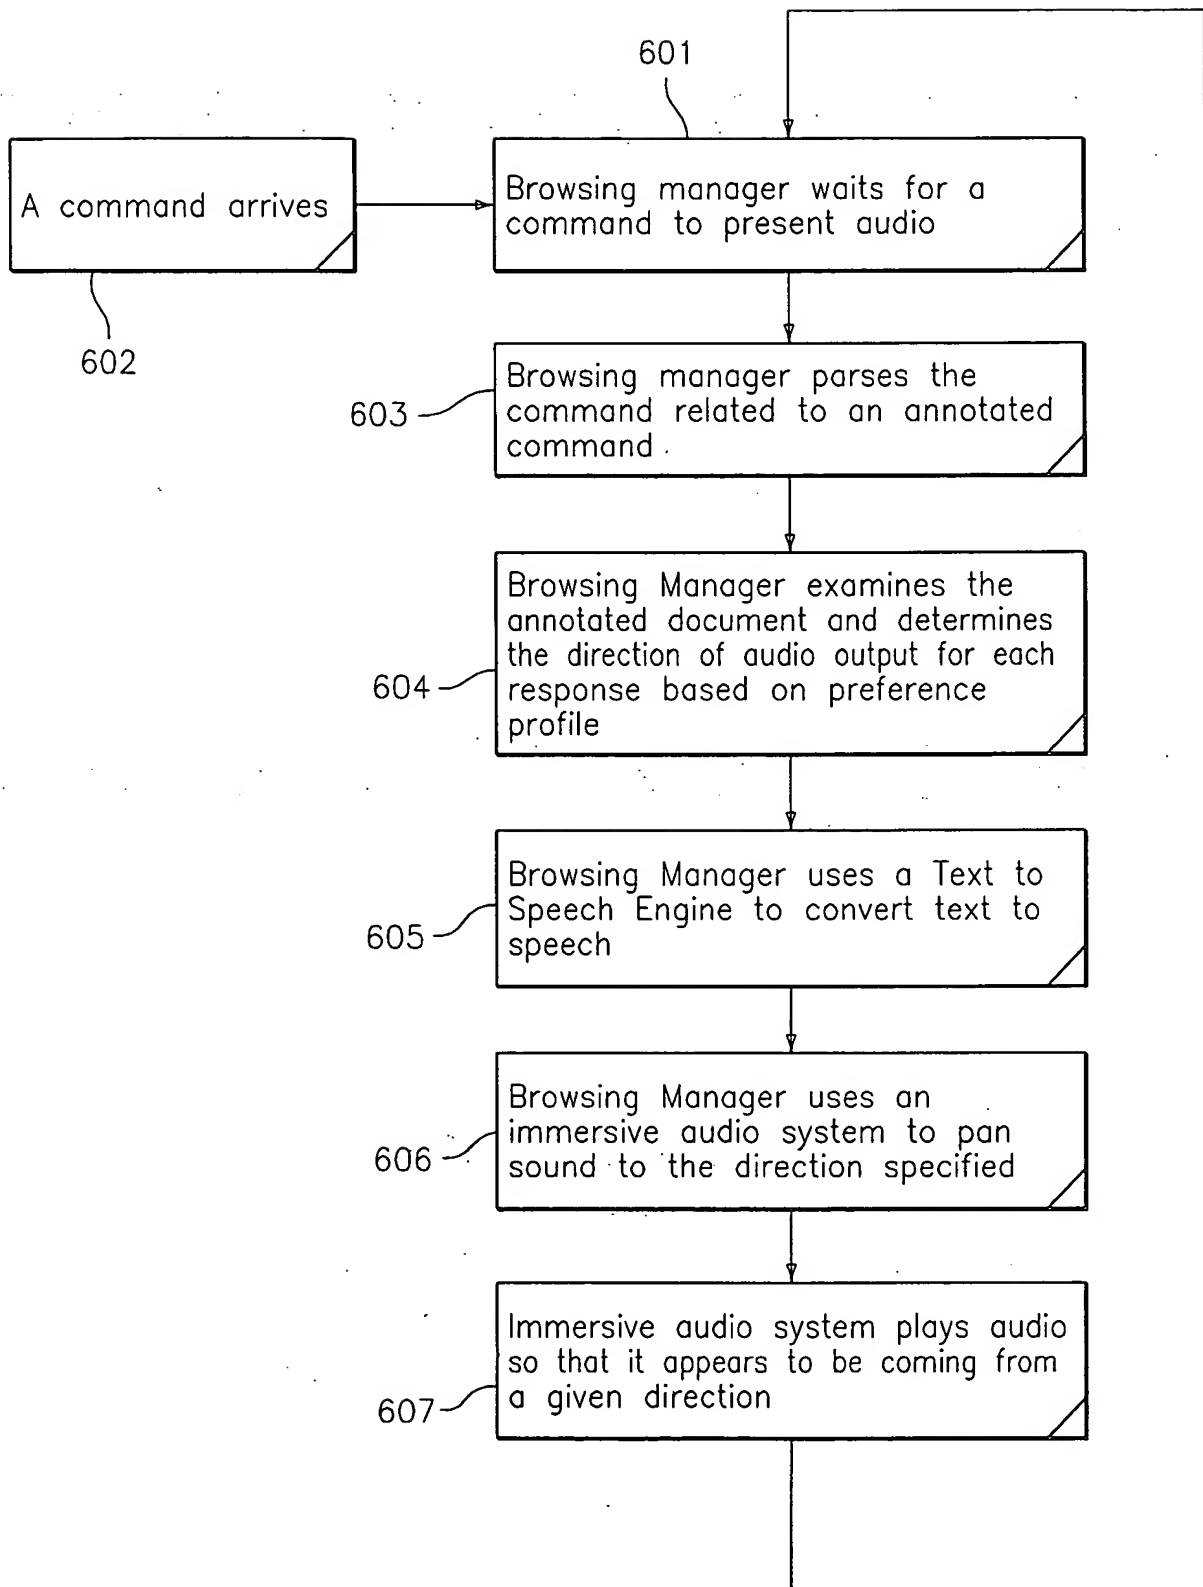 601
A command arrives
Browsing manager waits for a
command to present audio
602
603
Browsing manager parses the
command related to an annotated
command
604
Browsing Manager examines the
annotated document and determines
the direction of audio output for each
response based on preference
profile
605
Browsing Manager uses a Text to
Speech Engine to convert text to
speech
606
Browsing Manager uses an
immersive audio system to pan
sound to the direction specified
607
Immersive audio system plays audio
so that it appears to be coming from
a given direction